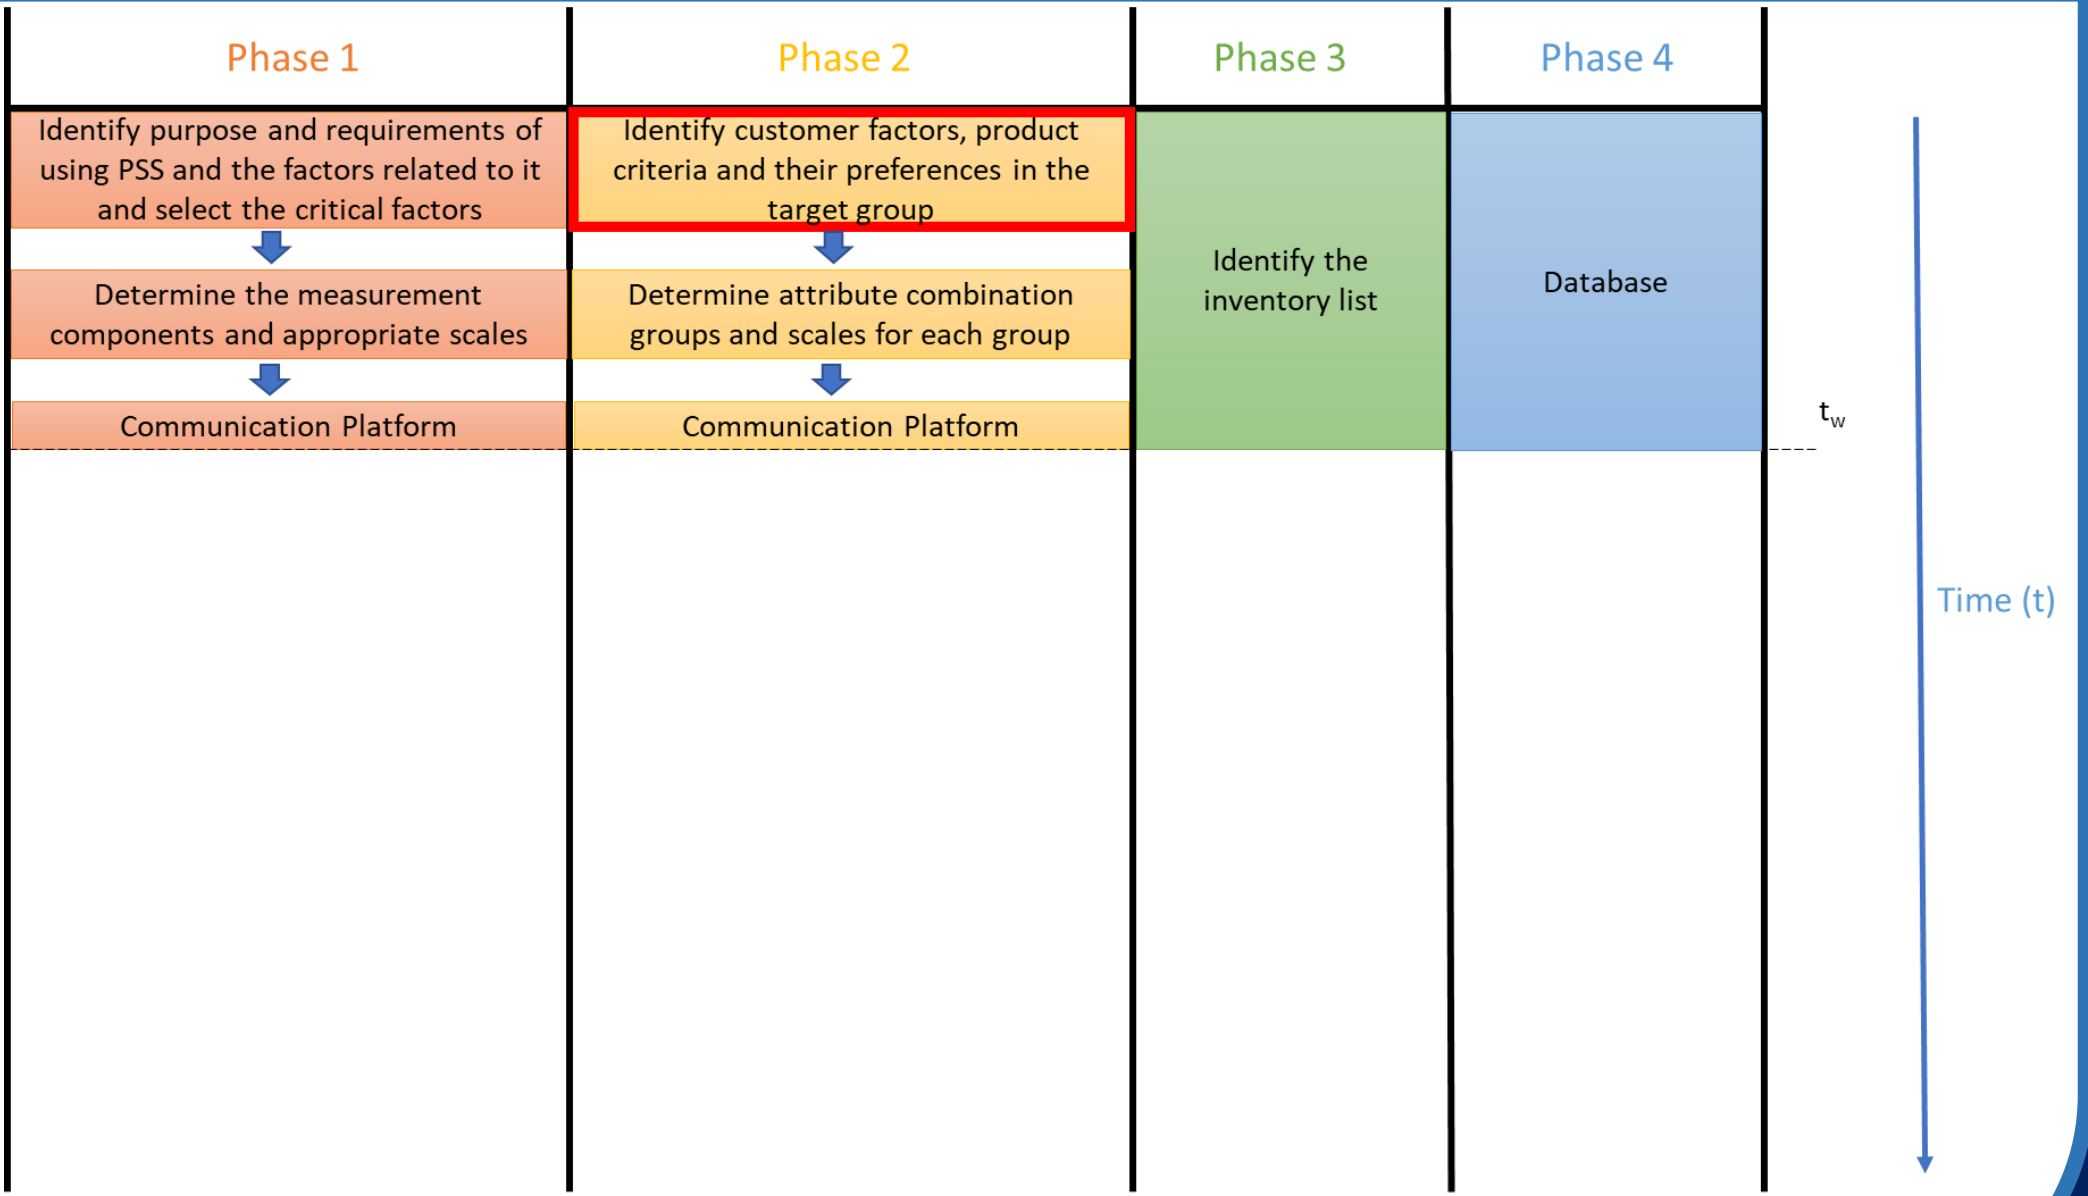 Phase 1
Phase 2
Phase 3
Phase 4
Identify purpose and requirements of
using PSS and the factors related to it
and select the critical factors
Determine the measurement
components and appropriate scales
Communication Platform
Identify customer factors, product
criteria and their preferences in the
target group
Determine attribute combination
groups and scales for each group
Communication Platform
Identify the
inventory list
Database
tw
Time (t)